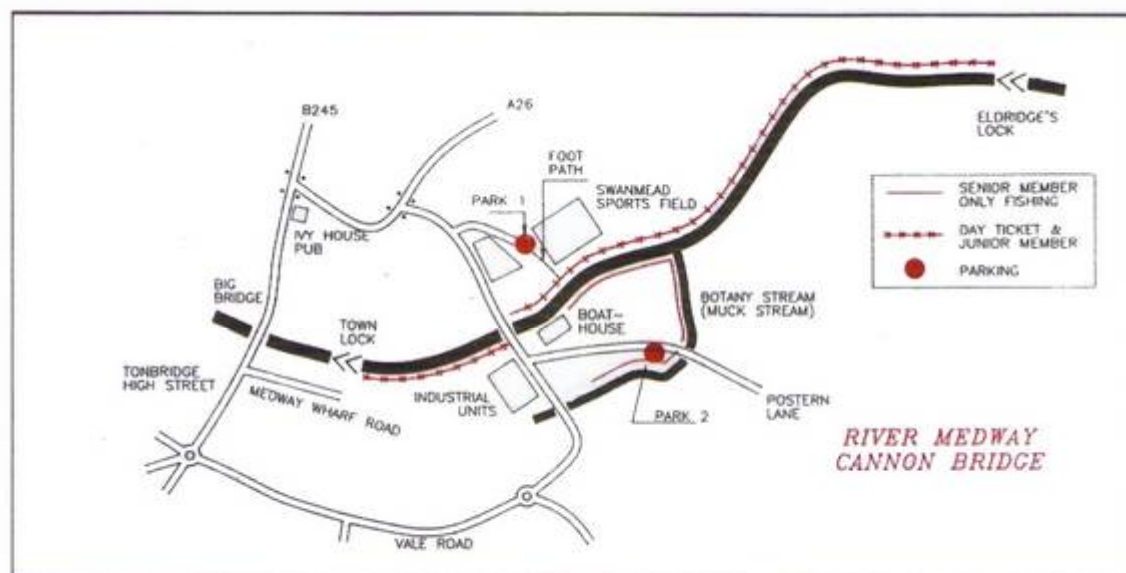 B245
A26
ELDRIDGE'S
LOCK
FOOT
PATH
SWANMEAD
SPORTS FIELD
PARK 1
SENIOR MEMBER
ONLY FISHING
DAY TICKET &
JUNIOR MEMBER
PARKING
IVY HOUSE
PUB
BIG
BRIDGE
TOWN
LOCK
BOAT-
HOUSE
BOTANY STREAM
(MUCK STREAM)
TONBRIDGE
HIGH STREET
MEDWAY WHARF ROAD
INDUSTRIAL
UNITS
PARK 2
POSTERN
LANE
RIVER MEDWAY
CANNON BRIDGE
VALE ROAD